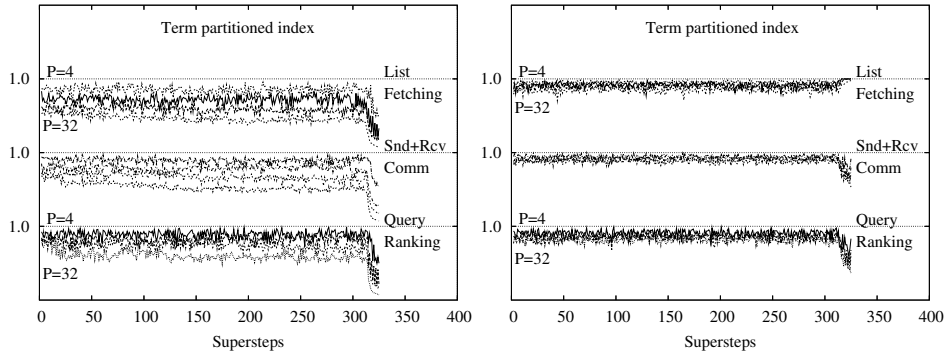 Term partitioned index
1.0
P=4
List
Fetching
P=32
1.0
Snd+Rcv
Comm
1.0
P=4
Query
Ranking
P=32
0 50 100 150 200 250 300 350 400
Supersteps
Term partitioned index
1.0
P=4
List
Fetching
P=32
1.0
Snd+Rcv
Comm
1.0
P=4
Query
Ranking
P=32
0 50 100 150 200 250 300 350 400
Supersteps